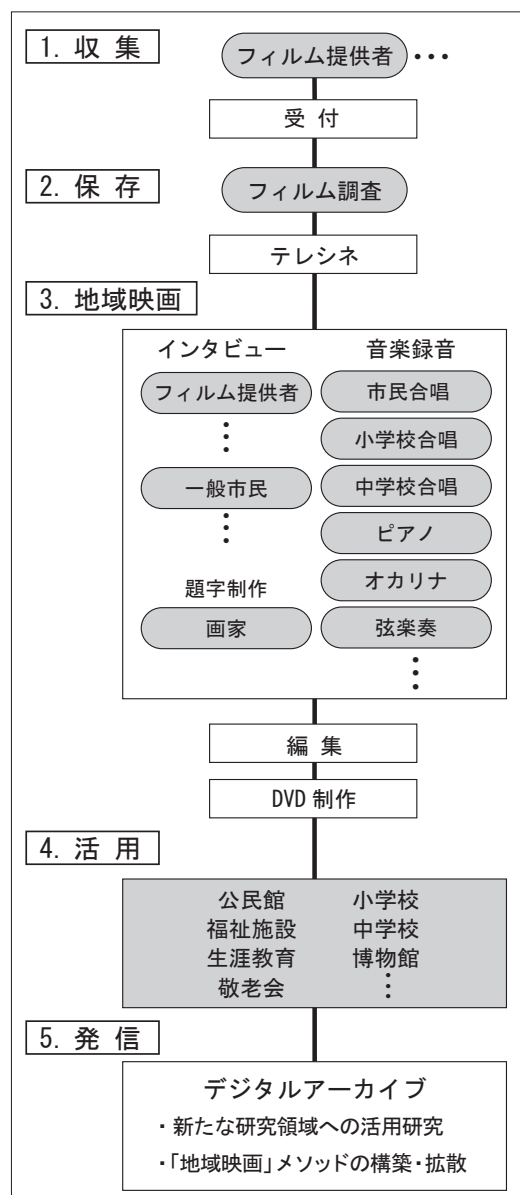 1. 収 集
フィルム提供者 ･･･
受 付
2. 保 存
フィルム調査
テレシネ
3. 地域映画
インタビュー
フィルム提供者
⋮
一般市民
⋮
題字制作
画家
音楽録音
市民合唱
小学校合唱
中学校合唱
ピアノ
オカリナ
弦楽奏
⋮
編 集
DVD 制作
4. 活 用
公民館 小学校
福祉施設 中学校
生涯教育 博物館
敬老会 ⋮
5. 発 信
デジタルアーカイブ
・新たな研究領域への活用研究
・「地域映画」メソッドの構築・拡散